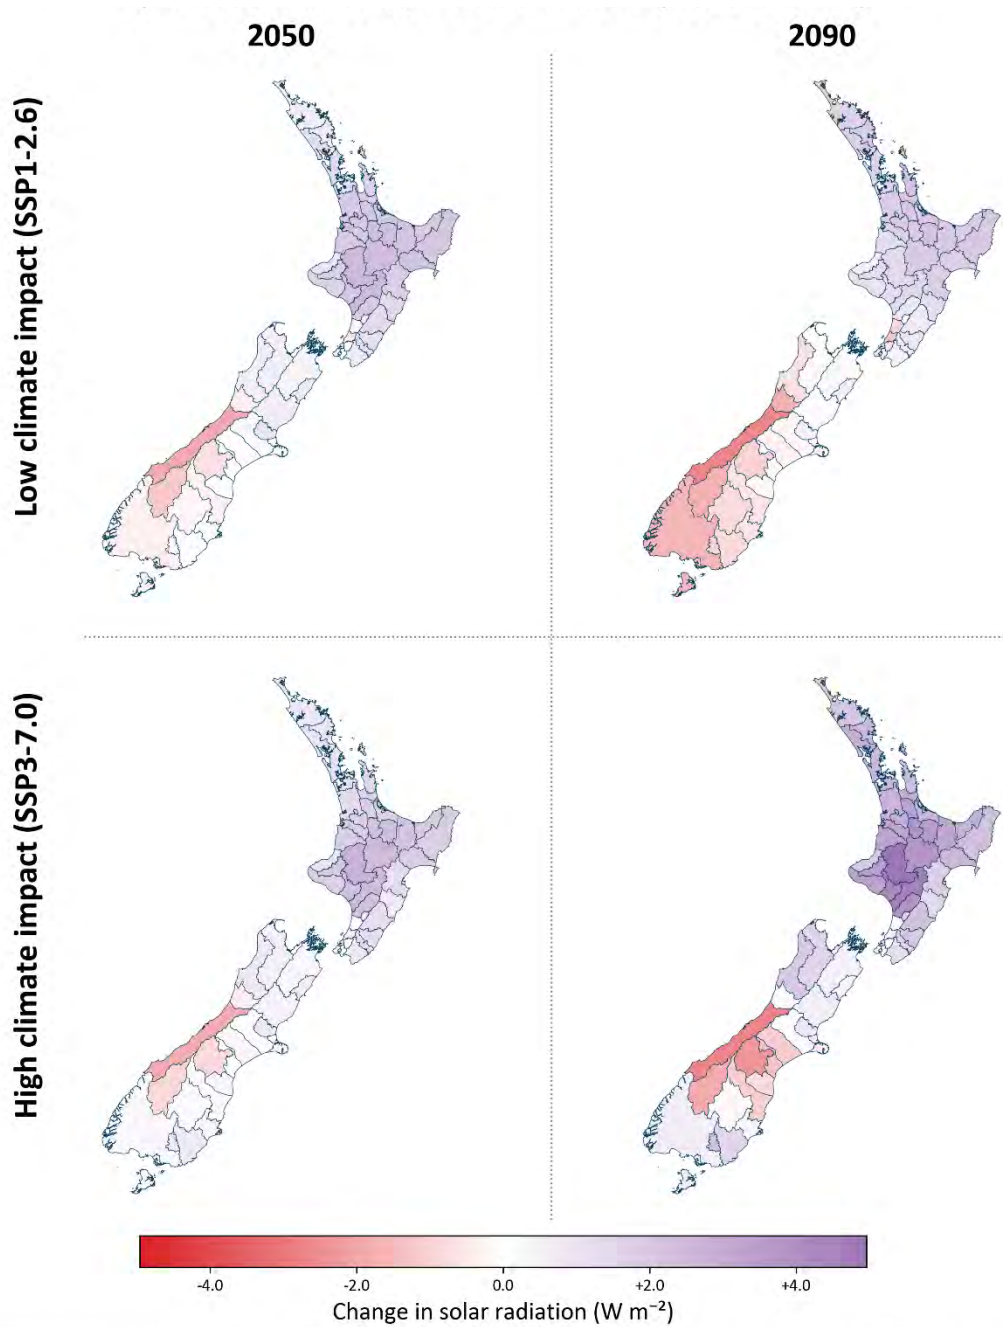 2050
2090
Low climate impact (SSP1-2.6)
High climate impact (SSP3-7.0)
-4.0 -2.0 0.0 +2.0 +4.0
Change in solar radiation (W m⁻²)